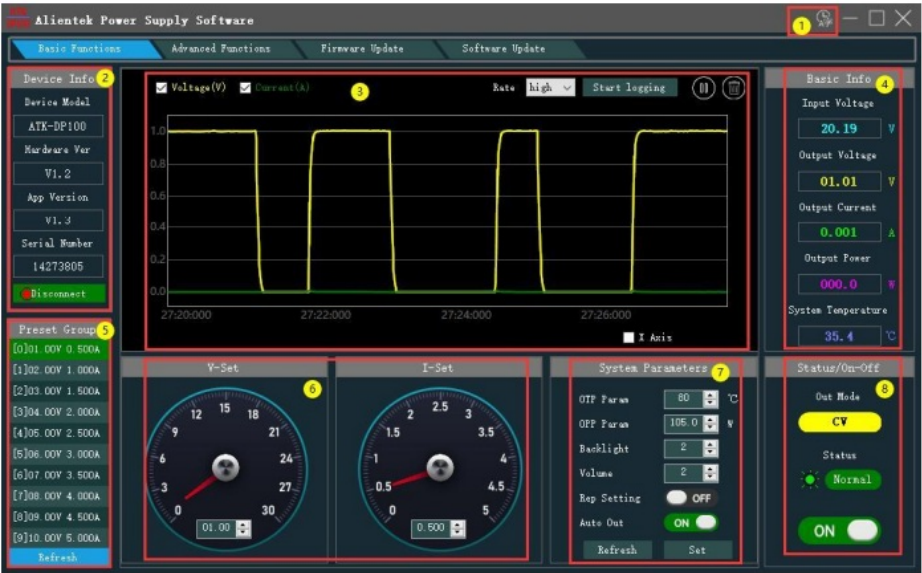 Alientek Power Supply Software
1
Basic Functions Advanced Functions Firmware Update Software Update
Device Info 2
Device Model
ATK-DP100
Hardware Ver
V1.2
App Version
V1.3
Serial Number
14273805
Disconnect
Voltage(V) Current(A) 3 Rate high Start logging
1.0
0.8
0.6
0.4
0.2
0.0
27:20:000 27:22:000 27:24:000 27:26:000
X Axis
Basic Info 4
Input Voltage
20.19 V
Output Voltage
01.01 V
Output Current
0.001 A
Output Power
000.0 W
System Temperature
35.4 °C
Preset Group 5
[0]01.00V 0.500A
[1]02.00V 1.000A
[2]03.00V 1.500A
[3]04.00V 2.000A
[4]05.00V 2.500A
[5]06.00V 3.000A
[6]07.00V 3.500A
[7]08.00V 4.000A
[8]09.00V 4.500A
[9]10.00V 5.000A
Refresh
V-Set 6
0 3 6 9 12 15 18 21 24 27 30
01.00
I-Set
0 0.5 1 1.5 2 2.5 3 3.5 4 4.5 5
0.500
System Parameters 7
OTP Param 80 °C
OPP Param 105.0 W
Backlight 2
Volume 2
Rep Setting OFF
Auto Out ON
Refresh Set
Status/On-Off
8
Out Mode
CV
Status
Normal
ON